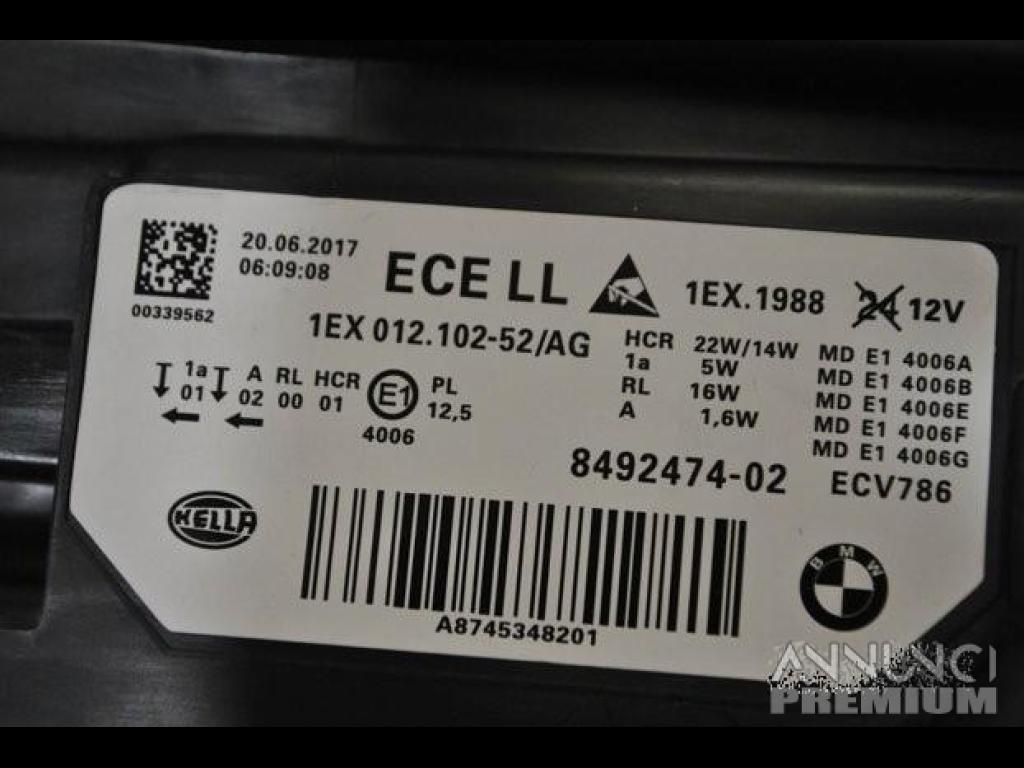 20.06.2017
06:09:08
00339562
ECE LL
1EX.1988 24 12V
1EX 012.102-52/AG
HCR 22W/14W
1a 5W
RL 16W
A 1,6W
MD E1 4006A
MD E1 4006B
MD E1 4006E
MD E1 4006F
MD E1 4006G
1a A RL HCR E1 PL
01 02 00 01 12,5
4006
8492474-02
ECV786
HELLA
A8745348201
BMW
ANNUNCI
PREMIUM